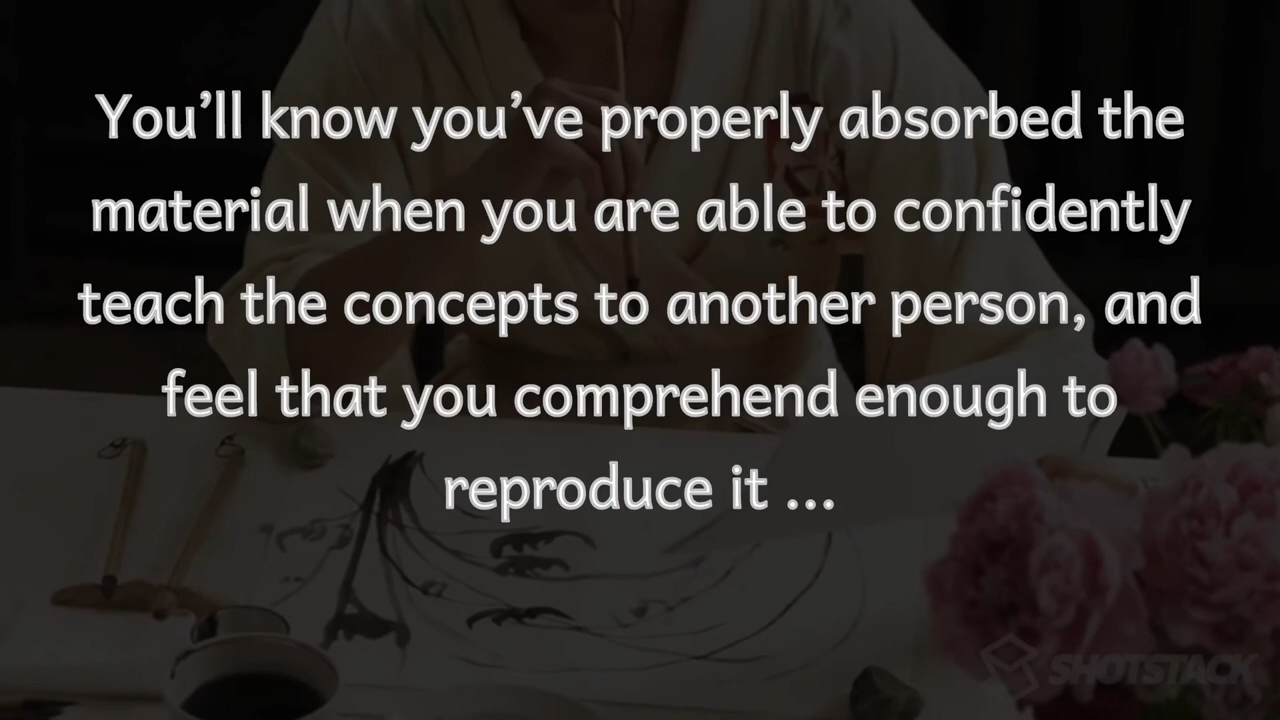 You’ll know you’ve properly absorbed the
material when you are able to confidently
teach the concepts to another person, and
feel that you comprehend enough to
reproduce it ...
SHOTSTACK